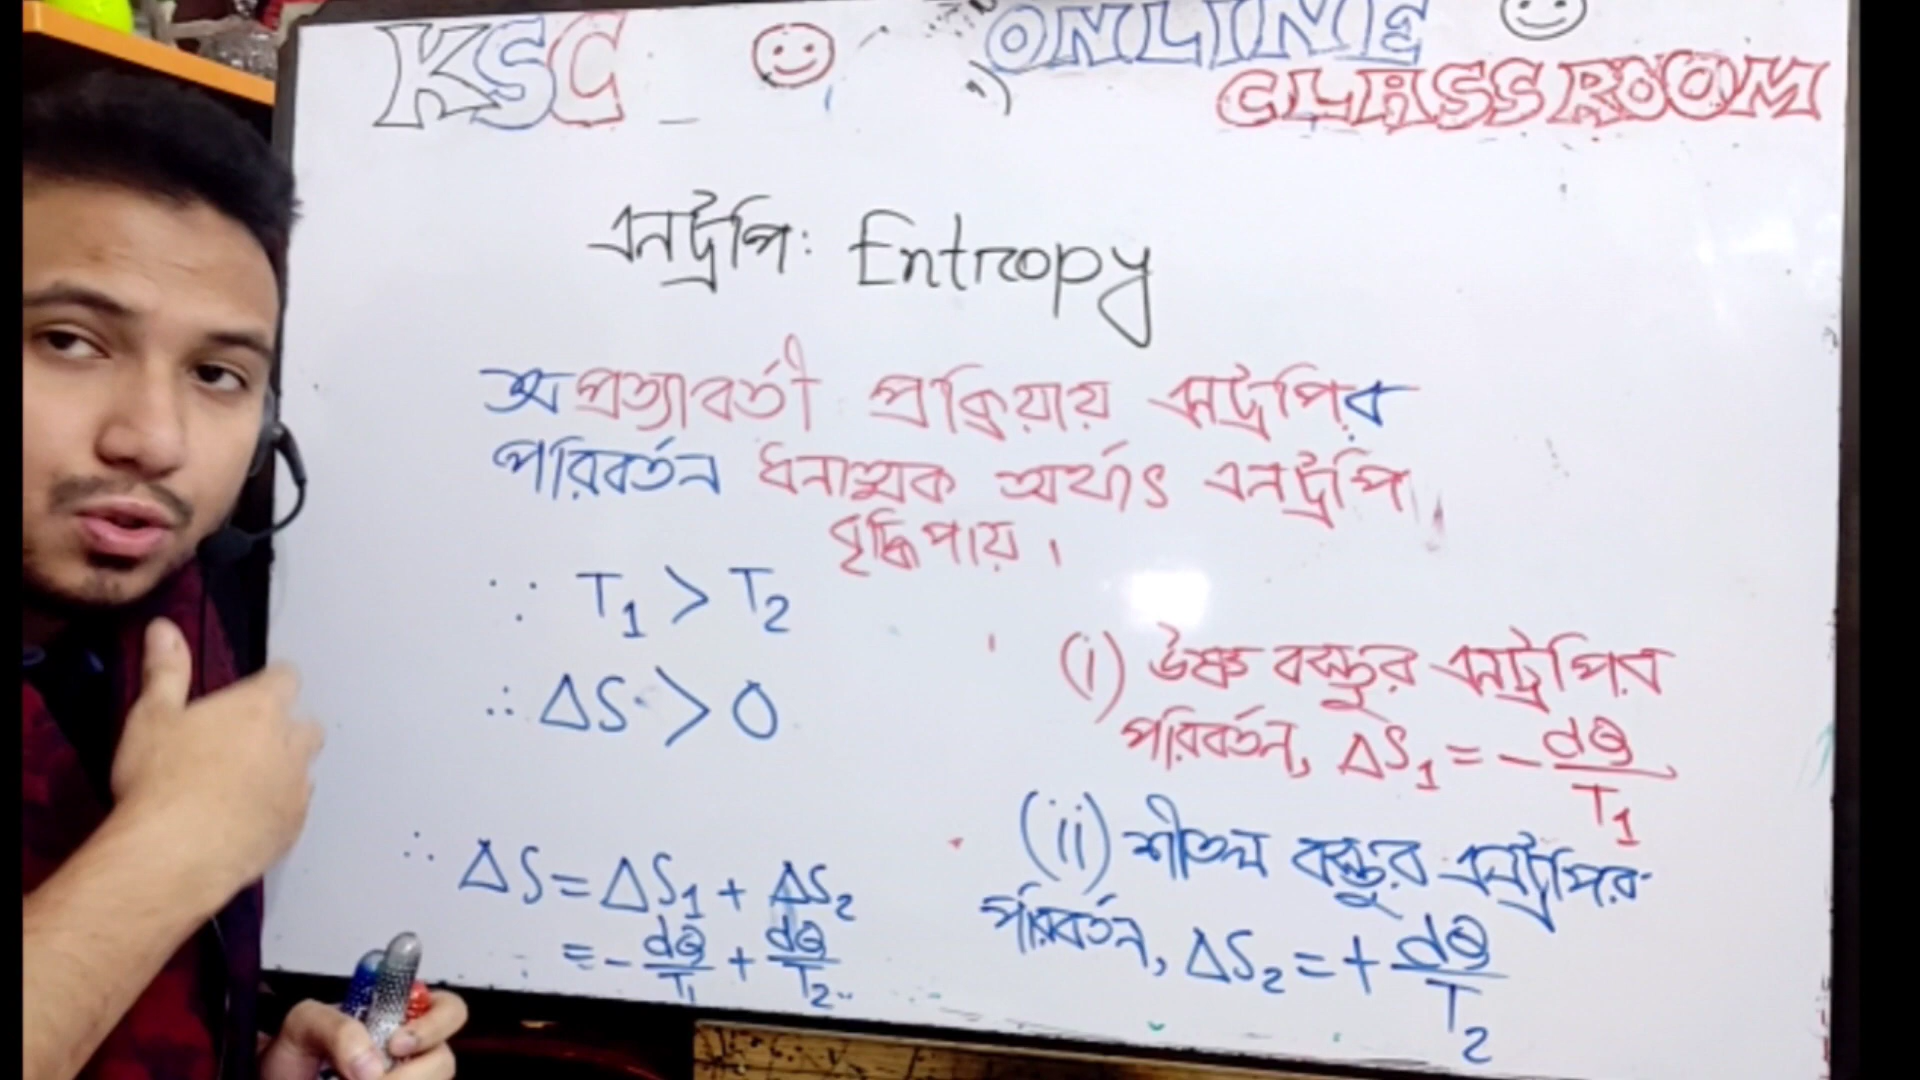 KSC ONLINE
CLASSROOM
এনট্রপি: Entropy
অপ্রত্যাবর্তী প্রক্রিয়ায় এনট্রপির
পরিবর্তন ধনাত্মক অর্থাৎ এনট্রপি
বৃদ্ধি পায়।
∵ T₁ > T₂
∴ ΔS > 0
∴ ΔS = ΔS₁ + ΔS₂
= - dQ/T₁ + dQ/T₂
(i) উষ্ণ বস্তুর এনট্রপির
পরিবর্তন, ΔS₁ = - dQ/T₁
(ii) শীতল বস্তুর এনট্রপির
পরিবর্তন, ΔS₂ = + dQ/T₂